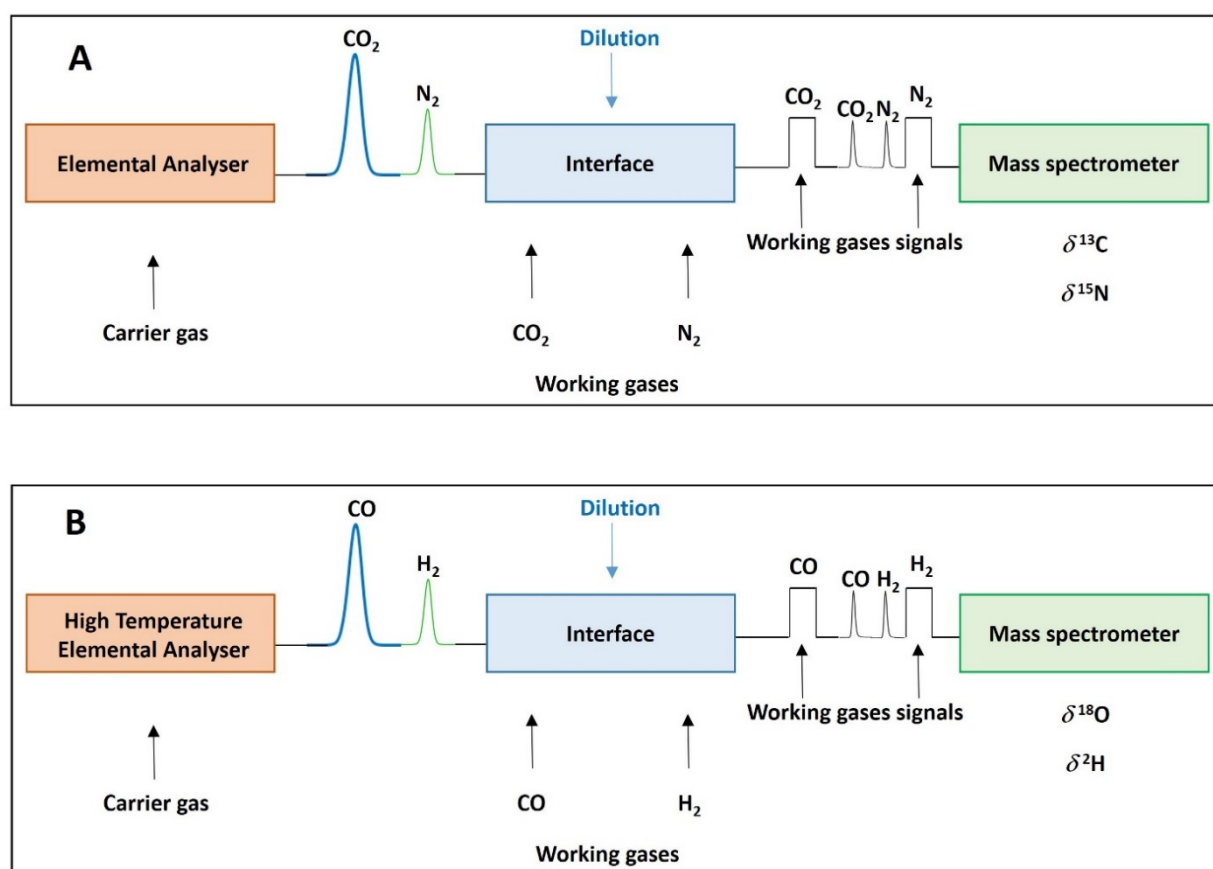 A
CO₂
N₂
Dilution
CO₂
CO₂ N₂
N₂
Elemental Analyser
Interface
Mass spectrometer
Working gases signals
δ¹³C
δ¹⁵N
Carrier gas
CO₂
N₂
Working gases
B
CO
H₂
Dilution
CO
CO H₂
H₂
High Temperature
Elemental Analyser
Interface
Mass spectrometer
Working gases signals
δ¹⁸O
δ²H
Carrier gas
CO
H₂
Working gases